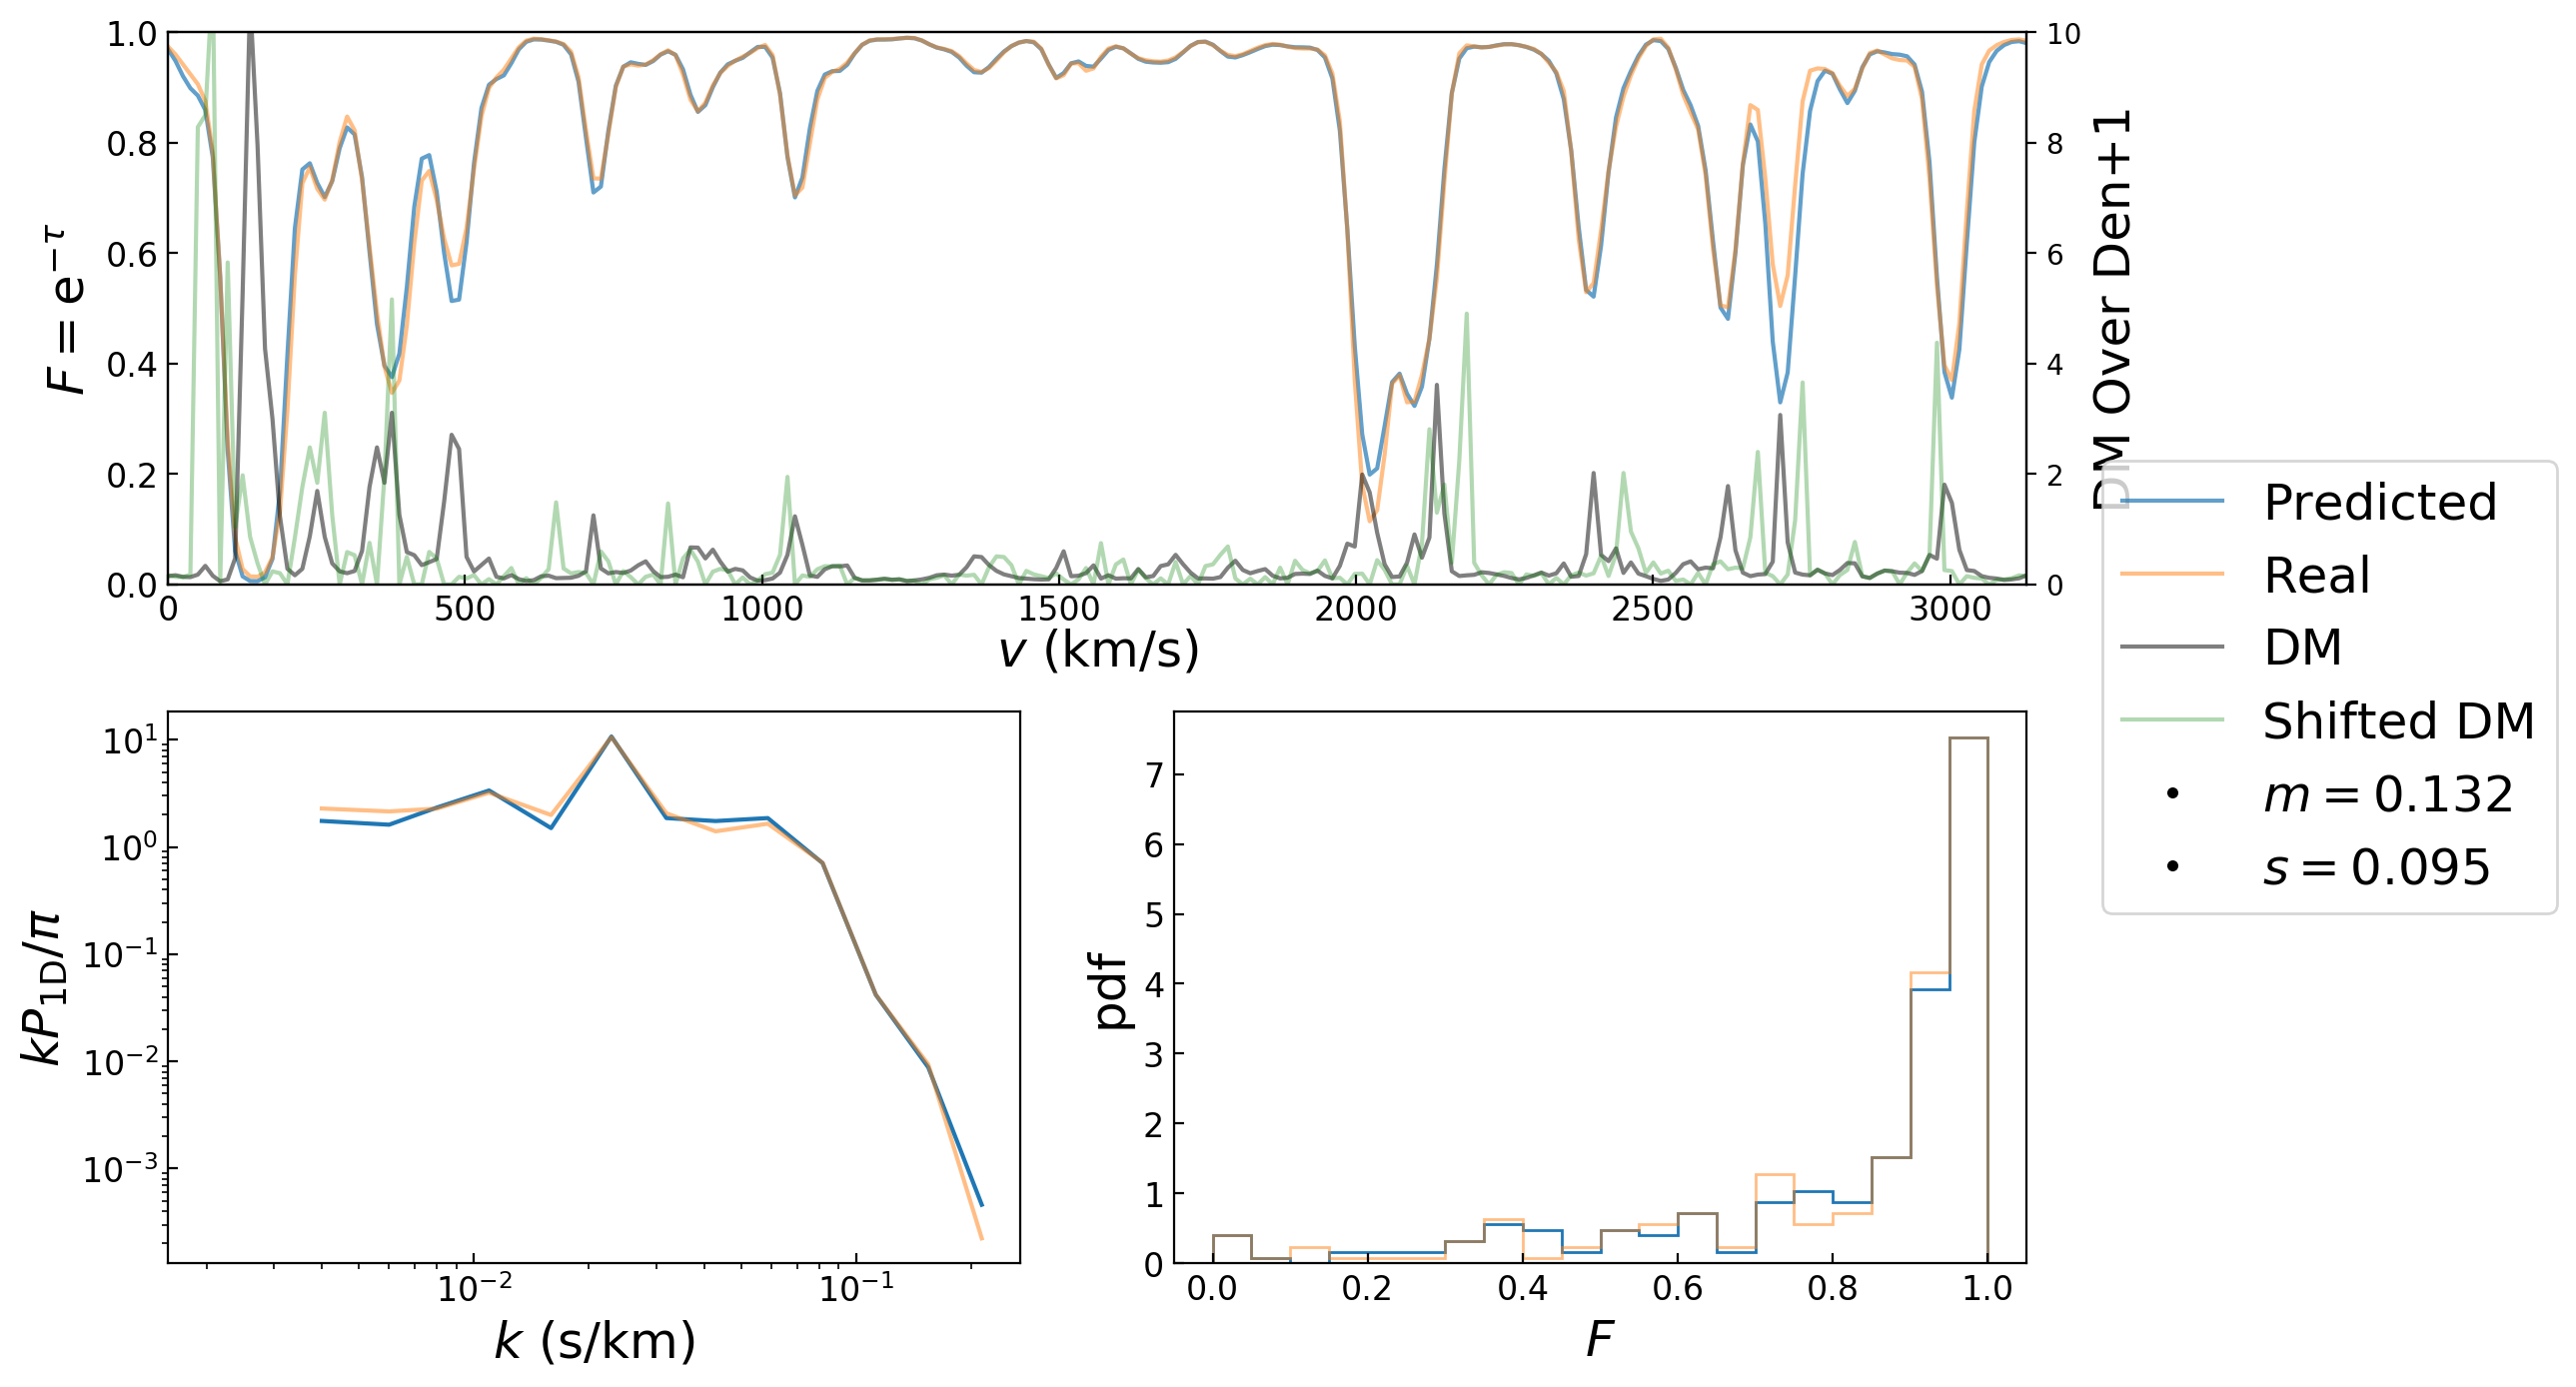 1.0
0.8
0.6
0.4
0.2
0.0
F = e^{−τ}
10
8
6
4
2
0
DM Over Den+1
0 500 1000 1500 2000 2500 3000
v (km/s)
Predicted
Real
DM
Shifted DM
m = 0.132
s = 0.095
10^1
10^0
10^{−1}
10^{−2}
10^{−3}
kP_{1D}/π
10^{−2} 10^{−1}
k (s/km)
7
6
5
4
3
2
1
0
pdf
0.0 0.2 0.4 0.6 0.8 1.0
F